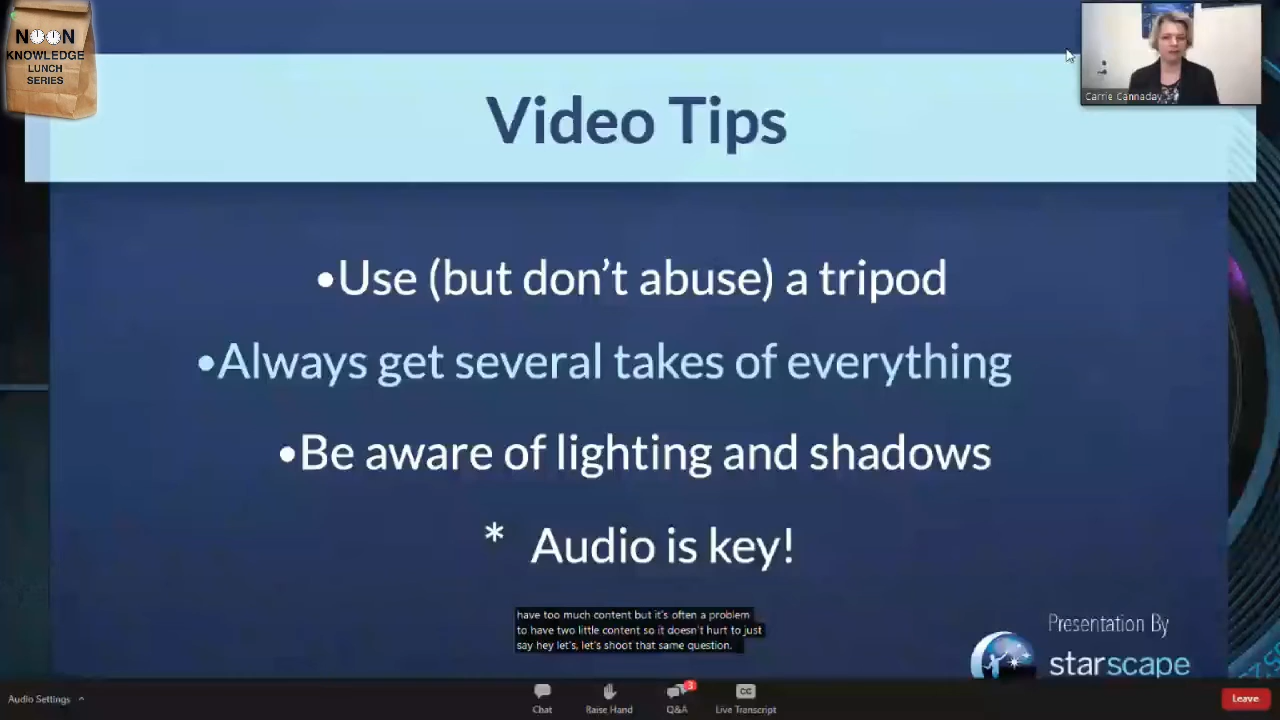 NOON
KNOWLEDGE
LUNCH
SERIES
Carrie Cannaday
Video Tips
•Use (but don't abuse) a tripod
•Always get several takes of everything
•Be aware of lighting and shadows
* Audio is key!
have too much content but it's often a problem
to have two little content so it doesn't hurt to just
say hey let's, let's shoot that same question.
Presentation By
starscape
Audio Settings
Chat
Raise Hand
3
Q&A
CC
Live Transcript
Leave